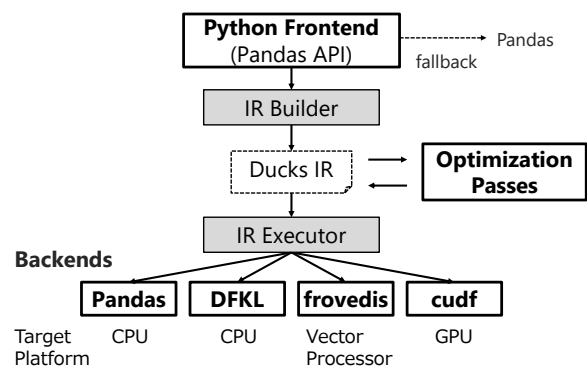 Python Frontend
(Pandas API)
Pandas
fallback
IR Builder
Ducks IR
Optimization
Passes
IR Executor
Backends
Pandas DFKL frovedis cudf
Target
Platform
CPU CPU Vector
Processor
GPU